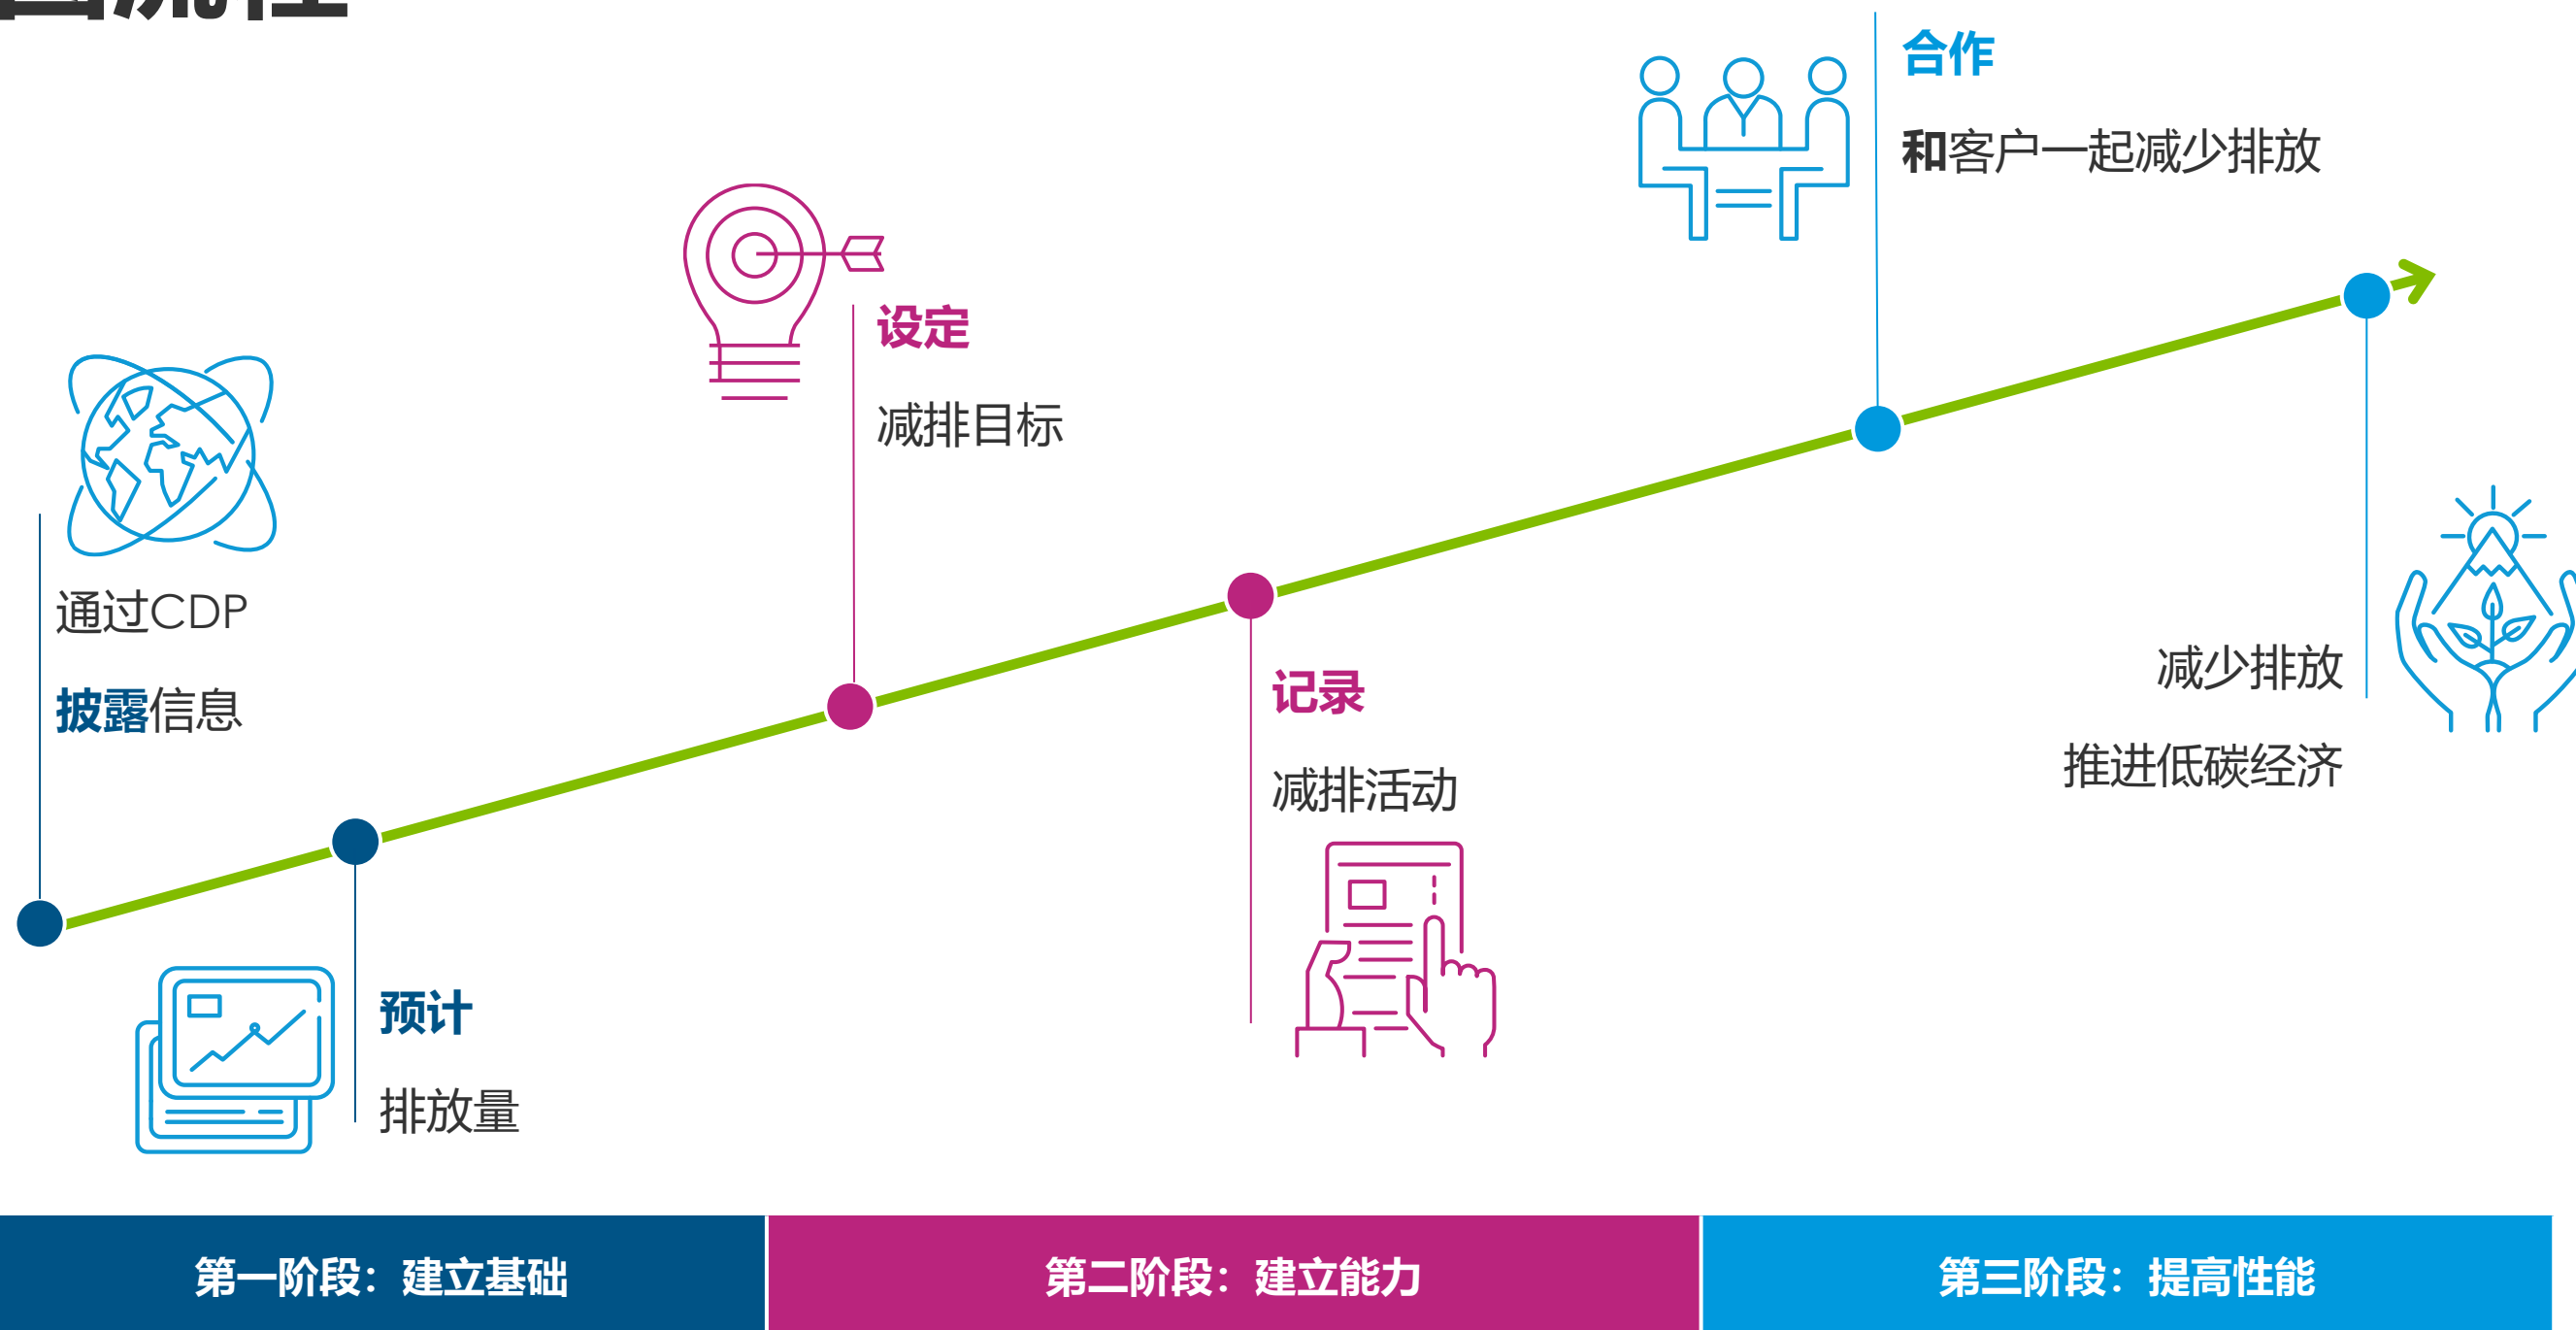 通过CDP
披露信息
预计
排放量
设定
减排目标
记录
减排活动
合作
和客户一起减少排放
减少排放
推进低碳经济
第一阶段：建立基础
第二阶段：建立能力
第三阶段：提高性能